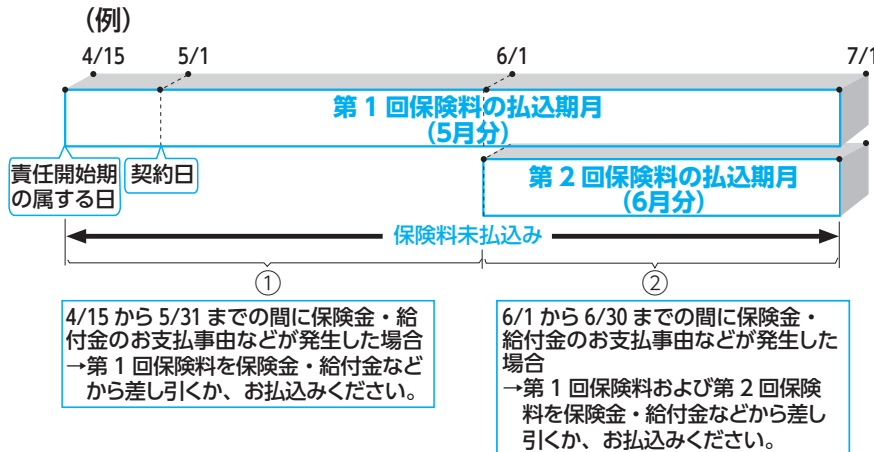 (例)
4/15
5/1
6/1
7/1
第1回保険料の払込期月
(5月分)
責任開始期
の属する日
契約日
第2回保険料の払込期月
(6月分)
保険料未払込み
①
②
4/15 から 5/31 までの間に保険金・給
付金のお支払事由などが発生した場合
→第1回保険料を保険金・給付金など
から差し引くか、お払込みください。
6/1 から 6/30 までの間に保険金・
給付金のお支払事由などが発生した
場合
→第1回保険料および第2回保険
料を保険金・給付金などから差し
引くか、お払込みください。